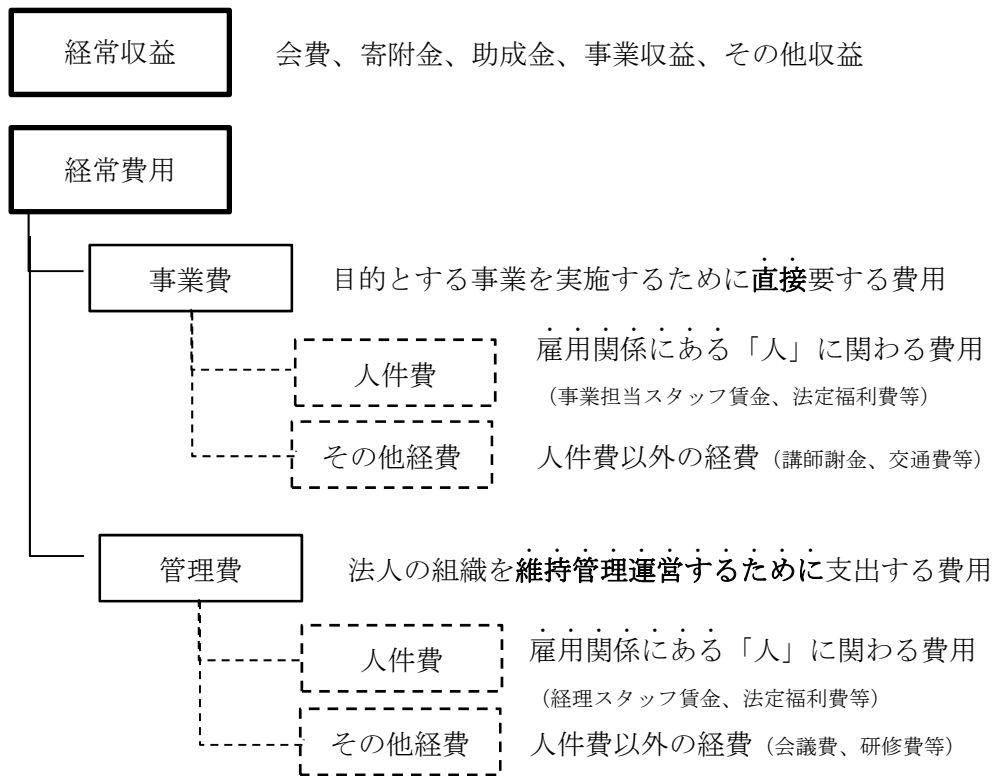 経常収益 会費、寄附金、助成金、事業収益、その他収益
経常費用
事業費 目的とする事業を実施するために直接要する費用
人件費 雇用関係にある「人」に関わる費用
（事業担当スタッフ賃金、法定福利費等）
その他経費 人件費以外の経費（講師謝金、交通費等）
管理費 法人の組織を維持管理運営するために支出する費用
人件費 雇用関係にある「人」に関わる費用
（経理スタッフ賃金、法定福利費等）
その他経費 人件費以外の経費（会議費、研修費等）